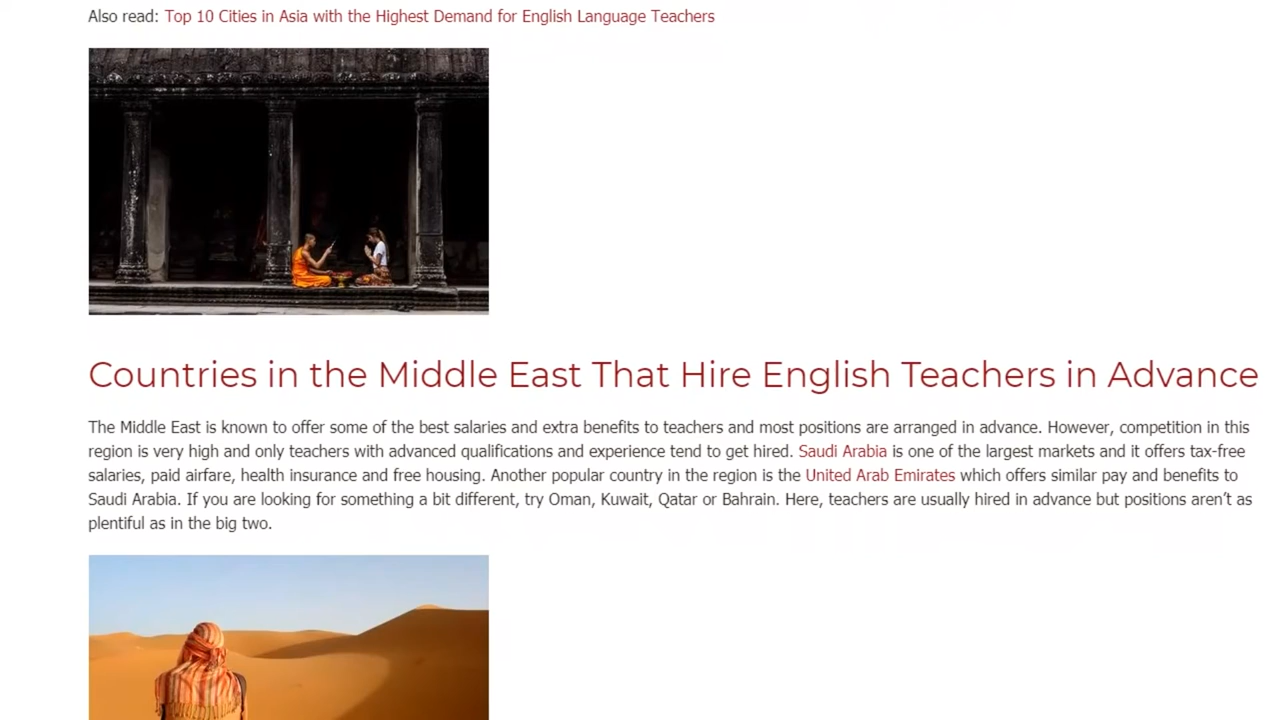 Also read: Top 10 Cities in Asia with the Highest Demand for English Language Teachers
Countries in the Middle East That Hire English Teachers in Advance
The Middle East is known to offer some of the best salaries and extra benefits to teachers and most positions are arranged in advance. However, competition in this
region is very high and only teachers with advanced qualifications and experience tend to get hired. Saudi Arabia is one of the largest markets and it offers tax-free
salaries, paid airfare, health insurance and free housing. Another popular country in the region is the United Arab Emirates which offers similar pay and benefits to
Saudi Arabia. If you are looking for something a bit different, try Oman, Kuwait, Qatar or Bahrain. Here, teachers are usually hired in advance but positions aren’t as
plentiful as in the big two.